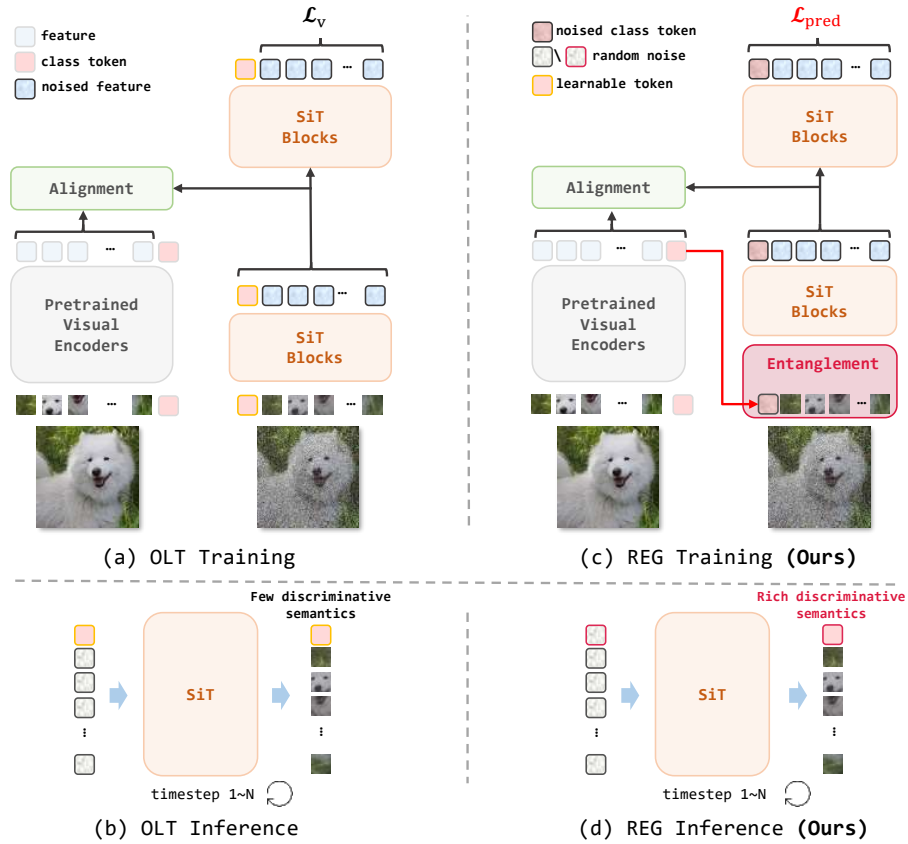 𝓛v
feature
class token
noised feature
SiT
Blocks
Alignment
...
...
Pretrained
Visual
Encoders
...
SiT
Blocks
...
...
(a) OLT Training
𝓛pred
noised class token
\ random noise
learnable token
...
SiT
Blocks
Alignment
...
...
Pretrained
Visual
Encoders
SiT
Blocks
Entanglement
...
...
(c) REG Training (Ours)
Few discriminative
semantics
SiT
...
...
timestep 1~N
(b) OLT Inference
Rich discriminative
semantics
SiT
...
...
timestep 1~N
(d) REG Inference (Ours)